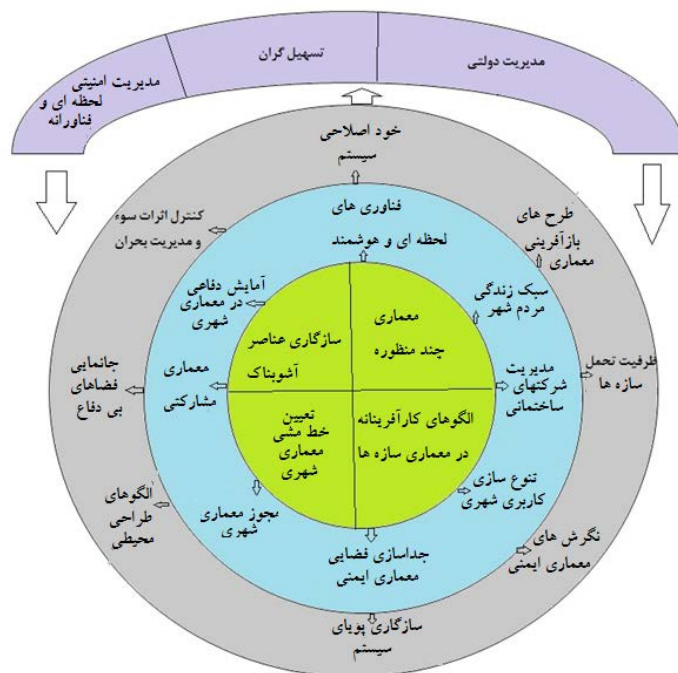 مدیریت دولتی
تسهیل گران
مدیریت امنیتی
لحظه ای و
فناورانه
خود اصلاحی
سیستم
طرح های
بازآفرینی
معماری
ظرفیت تحمل
سازه ها
نگرش های
معماری ایمنی
سازگاری پویای
سیستم
الگوهای
طراحی
محیطی
جانمایی
فضاهای
بی دفاع
کنترل اثرات سوء
و مدیریت بحران
فناوری های
لحظه ای و هوشمند
سبک زندگی
مردم شهر
مدیریت
شرکتهای
ساختمانی
تنوع سازی
کاربری شهری
جداسازی فضایی
معماری ایمنی
مجوز معماری
شهری
معماری
مشارکتی
آمایش دفاعی
در معماری
شهری
معماری
چند منظوره
سازگاری عناصر
آشوبناک
الگوهای کارآفرینانه
در معماری سازه ها
تعیین
خط مشی
معماری
شهری